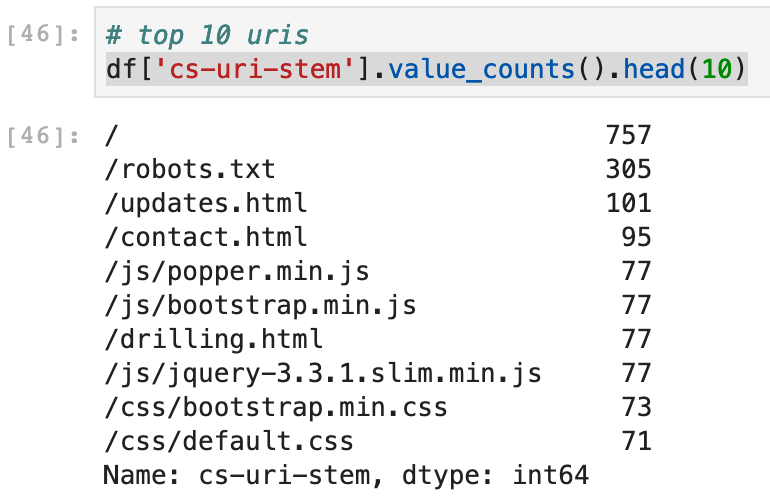 [46]: # top 10 uris
df['cs-uri-stem'].value_counts().head(10)
[46]: / 757
/robots.txt 305
/updates.html 101
/contact.html 95
/js/popper.min.js 77
/js/bootstrap.min.js 77
/drilling.html 77
/js/jquery-3.3.1.slim.min.js 77
/css/bootstrap.min.css 73
/css/default.css 71
Name: cs-uri-stem, dtype: int64